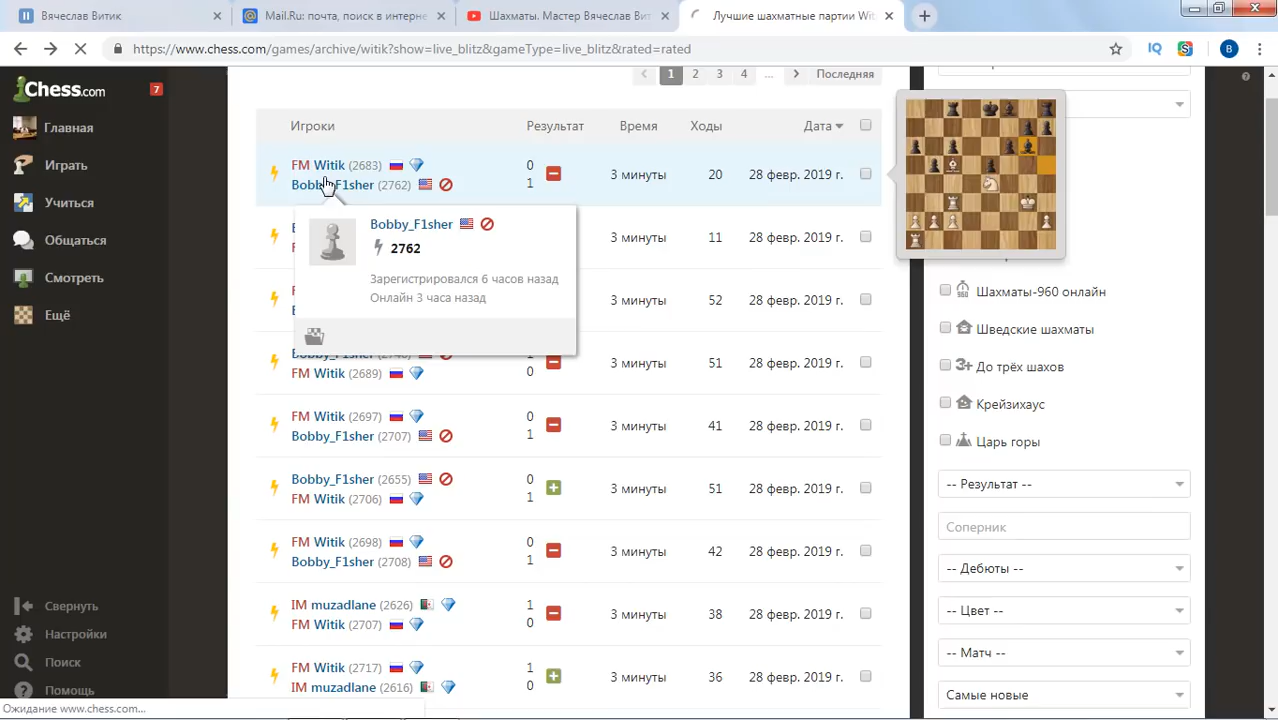 Вячеслав Витик
Mail.Ru: почта, поиск в интерне
Шахматы. Мастер Вячеслав Вити
Лучшие шахматные партии Wit
https://www.chess.com/games/archive/witik?show=live_blitz&gameType=live_blitz&rated=rated
IQ
S
B
Chess.com
7
Главная
Играть
Учиться
Общаться
Смотреть
Ещё
Свернуть
Настройки
Поиск
Помощь
Ожидание www.chess.com...
1 2 3 4 ... Последняя
Игроки Результат Время Ходы Дата
FM Witik (2683) 0
Bobby_F1sher (2762) 1
3 минуты 20 28 февр. 2019 г.
Bobby_F1sher
2762
Зарегистрировался 6 часов назад
Онлайн 3 часа назад
3 минуты 11 28 февр. 2019 г.
3 минуты 52 28 февр. 2019 г.
FM Witik (2689) 0
3 минуты 51 28 февр. 2019 г.
FM Witik (2697) 0
Bobby_F1sher (2707) 1
3 минуты 41 28 февр. 2019 г.
Bobby_F1sher (2655) 0
FM Witik (2706) 1
3 минуты 51 28 февр. 2019 г.
FM Witik (2698) 0
Bobby_F1sher (2708) 1
3 минуты 42 28 февр. 2019 г.
IM muzadlane (2626) 1
FM Witik (2707) 0
3 минуты 38 28 февр. 2019 г.
FM Witik (2717) 1
IM muzadlane (2616) 0
3 минуты 36 28 февр. 2019 г.
960 Шахматы-960 онлайн
Шведские шахматы
3+ До трёх шахов
Крейзихаус
Царь горы
-- Результат --
Соперник
-- Дебюты --
-- Цвет --
-- Матч --
Самые новые